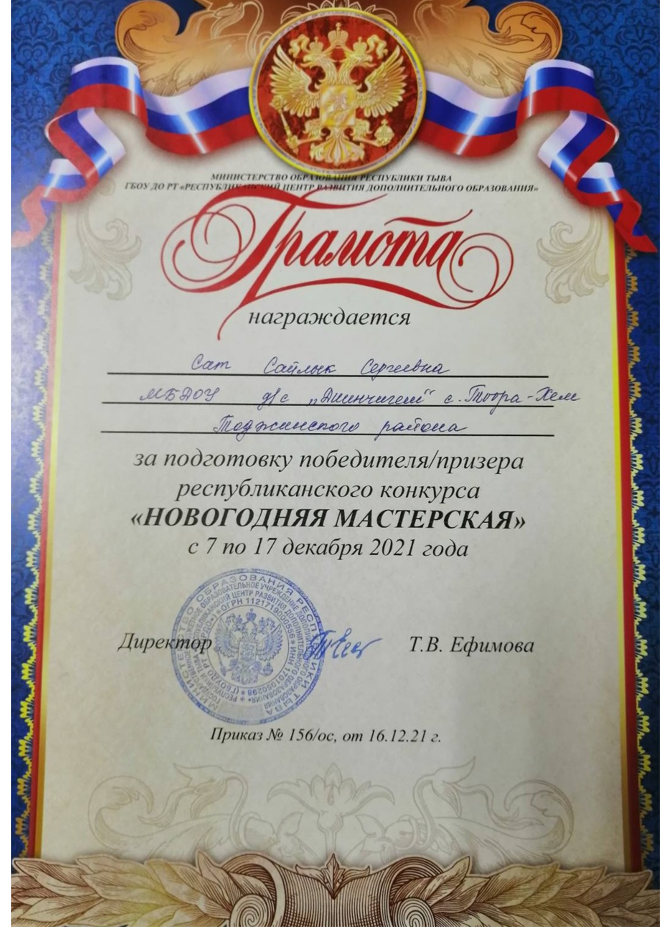 МИНИСТЕРСТВО ОБРАЗОВАНИЯ РЕСПУБЛИКИ ТЫВА
ГБОУ ДО РТ «РЕСПУБЛИКАНСКИЙ ЦЕНТР РАЗВИТИЯ ДОПОЛНИТЕЛЬНОГО ОБРАЗОВАНИЯ»
Грамота
награждается
Сат Сайлык Сергеевна
МБДОУ д/с „Дшинчигеш“ с. Тоора-Хем
Тоджинского района
за подготовку победителя/призера
республиканского конкурса
«НОВОГОДНЯЯ МАСТЕРСКАЯ»
с 7 по 17 декабря 2021 года
Директор Т.В. Ефимова
Приказ № 156/ос, от 16.12.21 г.